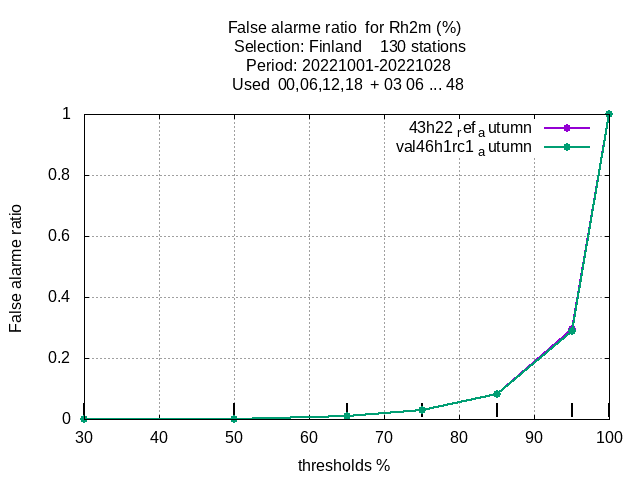 False alarme ratio  for Rh2m (%)
Selection: Finland    130 stations
Period: 20221001-20221028
Used  00,06,12,18  + 03 06 ... 48
43h22 ref autumn
val46h1rc1 autumn
1
0.8
0.6
0.4
0.2
0
False alarme ratio
30 40 50 60 70 80 90 100
thresholds %